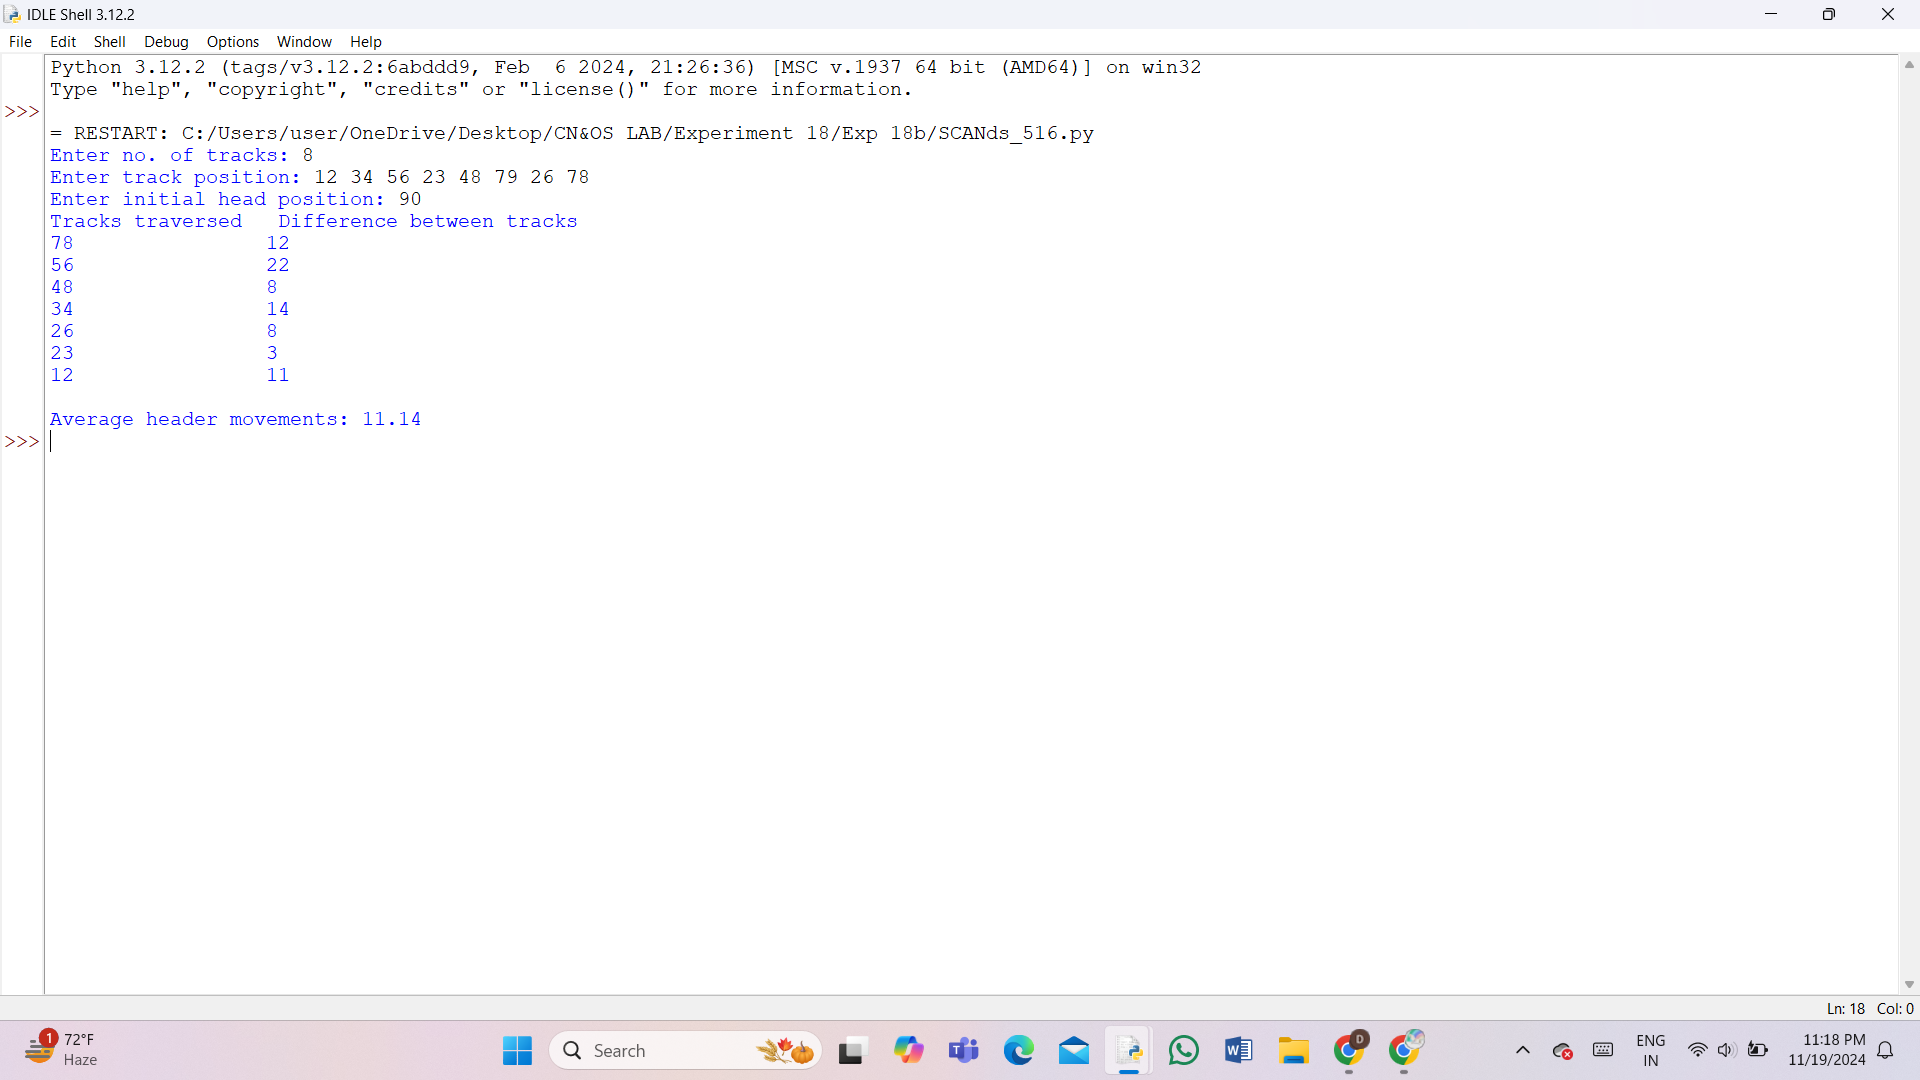 IDLE Shell 3.12.2
File Edit Shell Debug Options Window Help
Python 3.12.2 (tags/v3.12.2:6abddd9, Feb  6 2024, 21:26:36) [MSC v.1937 64 bit (AMD64)] on win32
Type "help", "copyright", "credits" or "license()" for more information.
>>>
= RESTART: C:/Users/user/OneDrive/Desktop/CN&OS LAB/Experiment 18/Exp 18b/SCANds_516.py
Enter no. of tracks: 8
Enter track position: 12 34 56 23 48 79 26 78
Enter initial head position: 90
Tracks traversed   Difference between tracks
78                12
56                22
48                8
34                14
26                8
23                3
12                11
Average header movements: 11.14
>>>
Ln: 18 Col: 0
1
72°F
Haze
Search
D
ENG
IN
11:18 PM
11/19/2024